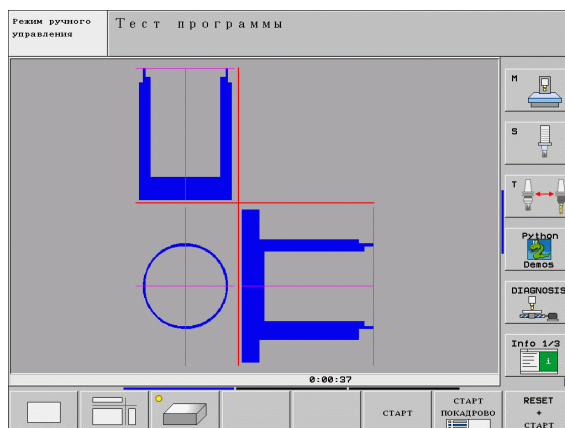 Режим ручного
управления
Тест программы
M
S
T
Python
Demos
DIAGNOSIS
Info 1/3
i
0:00:37
СТАРТ
СТАРТ
ПОКАДРОВО
RESET
+
СТАРТ